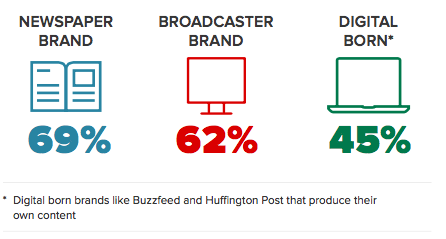 NEWSPAPER BRAND
BROADCASTER BRAND
DIGITAL BORN*
69%
62%
45%
* Digital born brands like Buzzfeed and Huffington Post that produce their
own content